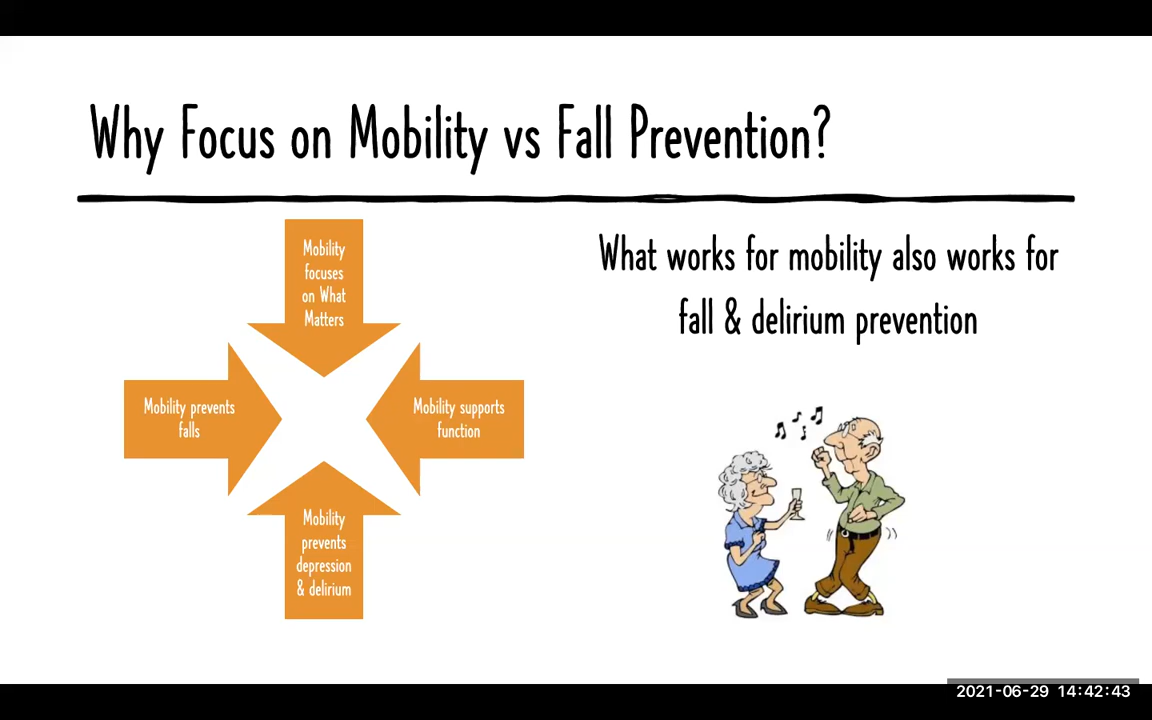 Why Focus on Mobility vs Fall Prevention?
Mobility
focuses
on What
Matters
Mobility prevents
falls
Mobility supports
function
Mobility
prevents
depression
& delirium
What works for mobility also works for
fall & delirium prevention
2021-06-29 14:42:43